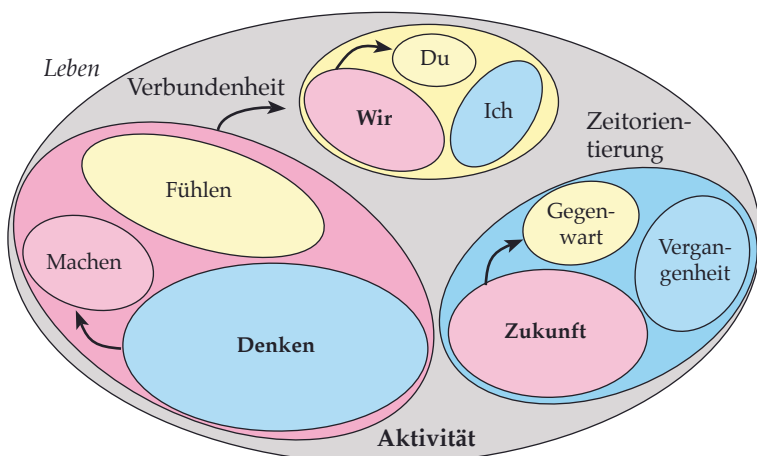 Leben
Verbundenheit
Du
Wir
Ich
Zeitorien-
tierung
Fühlen
Gegen-
wart
Machen
Vergan-
genheit
Denken
Zukunft
Aktivität